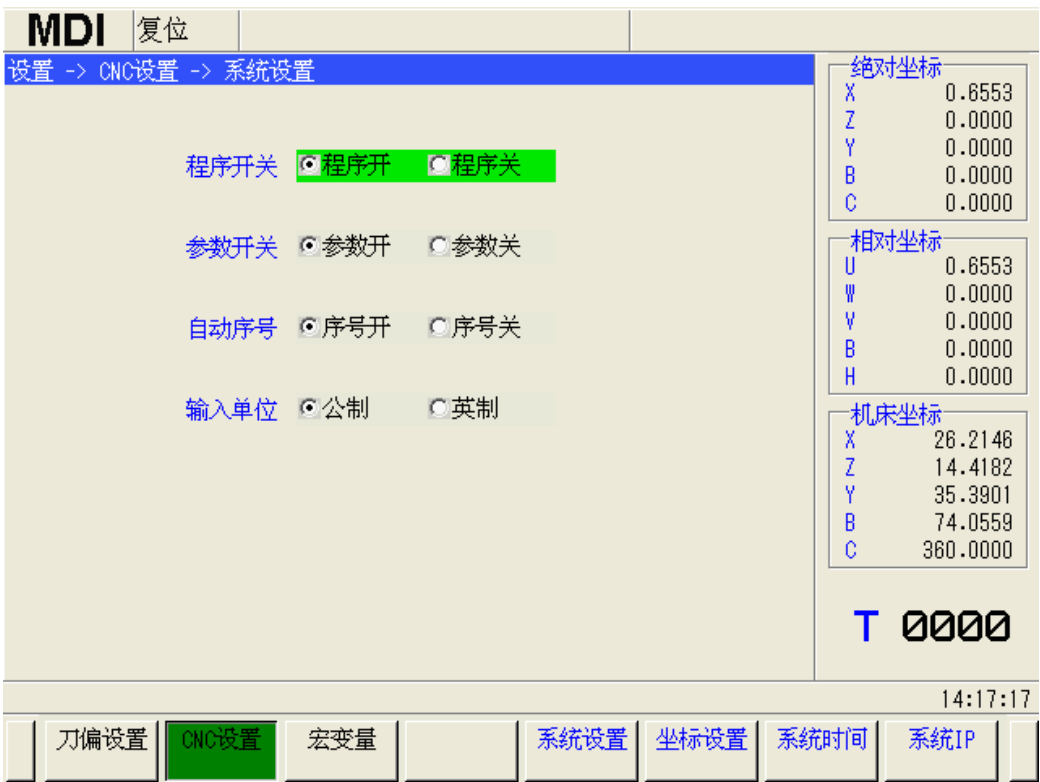 MDI 复位
设置 -> CNC设置 -> 系统设置
程序开关 程序开 程序关
参数开关 参数开 参数关
自动序号 序号开 序号关
输入单位 公制 英制
绝对坐标
X 0.6553
Z 0.0000
Y 0.0000
B 0.0000
C 0.0000
相对坐标
U 0.6553
W 0.0000
V 0.0000
B 0.0000
H 0.0000
机床坐标
X 26.2146
Z 14.4182
Y 35.3901
B 74.0559
C 360.0000
T 0000
14:17:17
刀偏设置 CNC设置 宏变量 系统设置 坐标设置 系统时间 系统IP